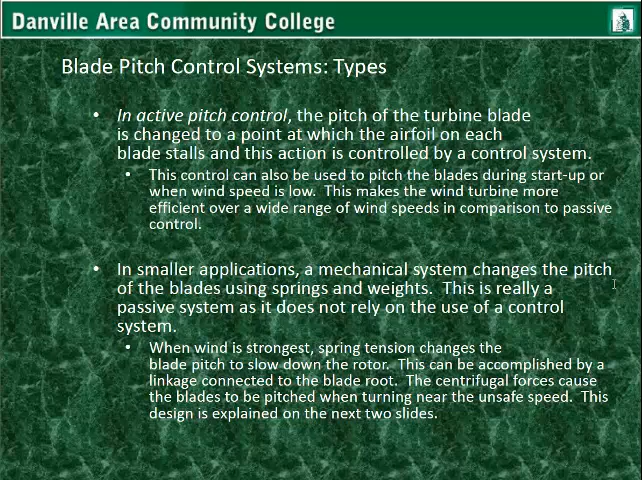 Danville Area Community College
Blade Pitch Control Systems: Types
• In active pitch control, the pitch of the turbine blade
is changed to a point at which the airfoil on each
blade stalls and this action is controlled by a control system.
• This control can also be used to pitch the blades during start-up or
when wind speed is low. This makes the wind turbine more
efficient over a wide range of wind speeds in comparison to passive
control.
• In smaller applications, a mechanical system changes the pitch
of the blades using springs and weights. This is really a
passive system as it does not rely on the use of a control
system.
• When wind is strongest, spring tension changes the
blade pitch to slow down the rotor. This can be accomplished by a
linkage connected to the blade root. The centrifugal forces cause
the blades to be pitched when turning near the unsafe speed. This
design is explained on the next two slides.